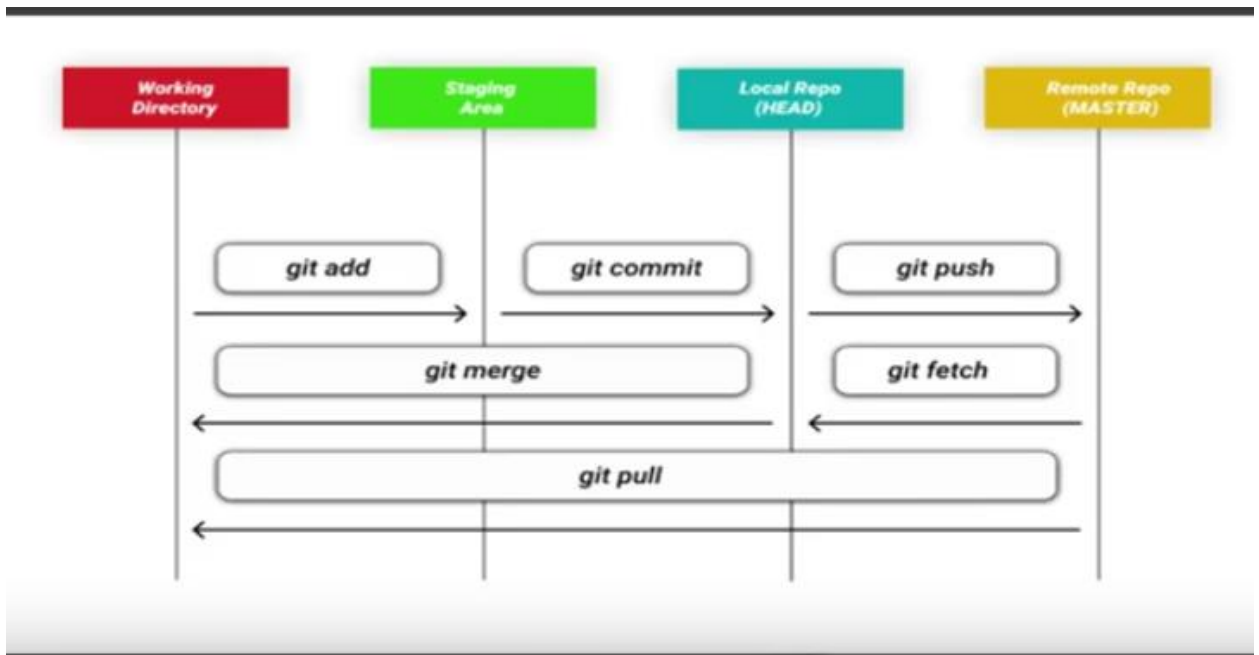 Working
Directory
Staging
Area
Local Repo
(HEAD)
Remote Repo
(MASTER)
git add
git commit
git push
git merge
git fetch
git pull